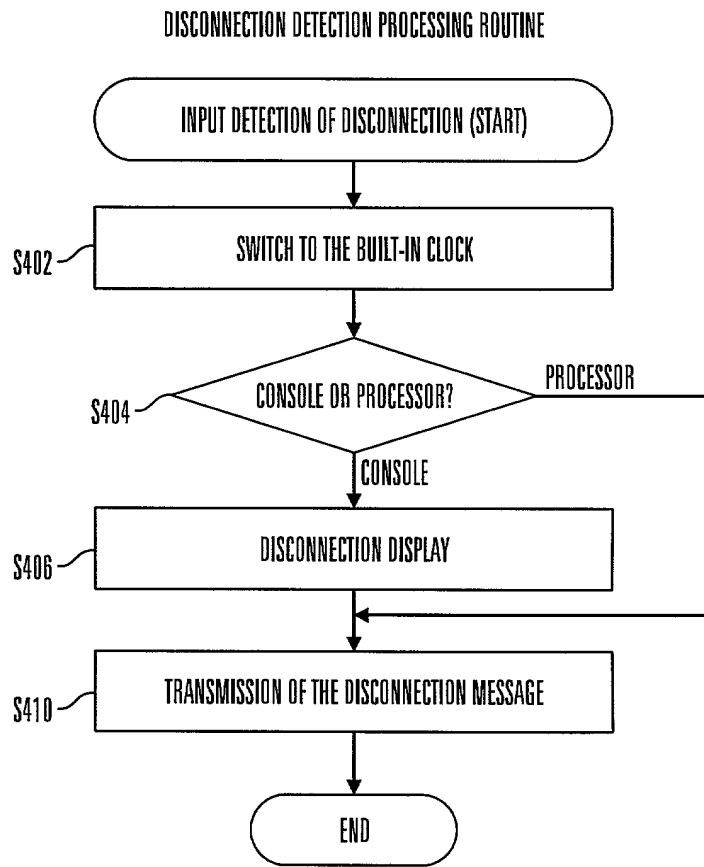 DISCONNECTION DETECTION PROCESSING ROUTINE
INPUT DETECTION OF DISCONNECTION (START)
SWITCH TO THE BUILT-IN CLOCK
S402
CONSOLE OR PROCESSOR?
PROCESSOR
S404
CONSOLE
DISCONNECTION DISPLAY
S406
TRANSMISSION OF THE DISCONNECTION MESSAGE
S410
END